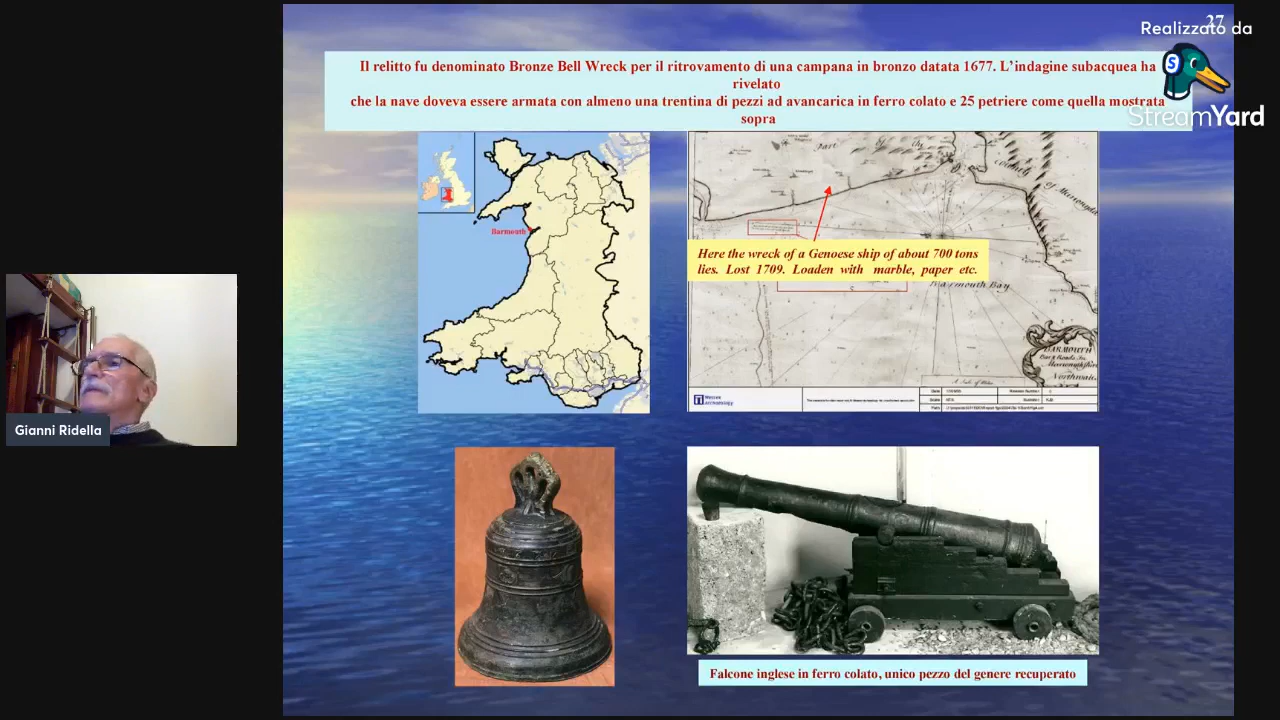 27
Realizzato da
StreamYard
Il relitto fu denominato Bronze Bell Wreck per il ritrovamento di una campana in bronzo datata 1677. L'indagine subacquea ha
rivelato
che la nave doveva essere armata con almeno una trentina di pezzi ad avancarica in ferro colato e 25 petriere come quella mostrata
sopra
Barmouth
Part of the
Here the wreck of a Genoese ship of about 700 tons
lies. Lost 1709. Loaden with marble, paper etc.
Barmouth Bay
BARMOUTH
Gianni Ridella
Falcone inglese in ferro colato, unico pezzo del genere recuperato